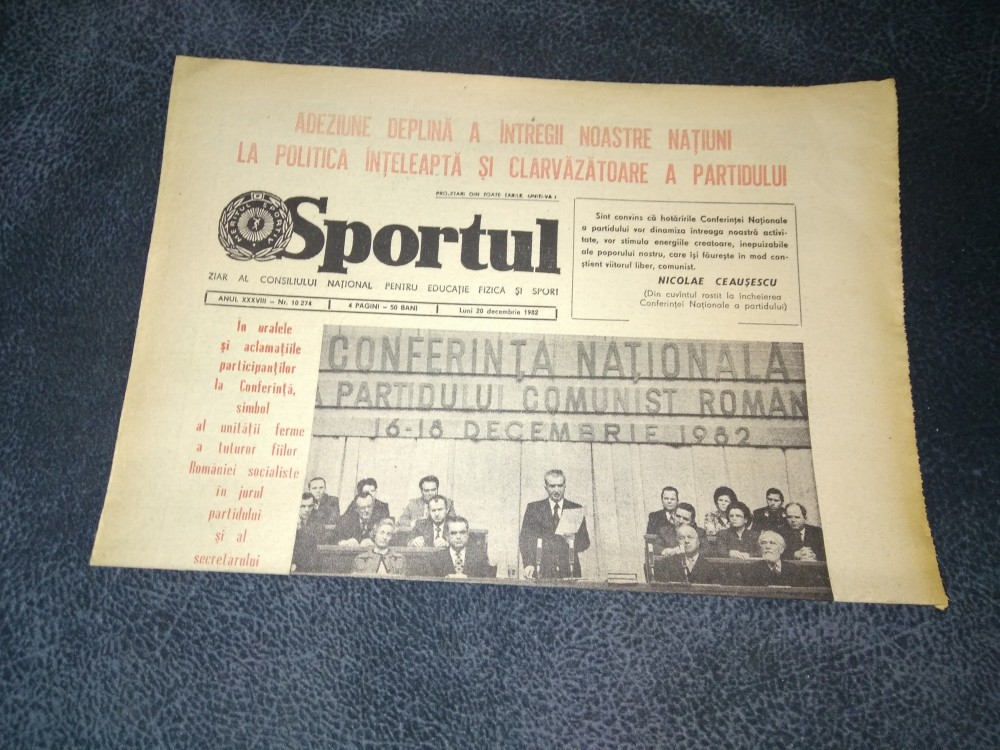 ADEZIUNE DEPLINĂ A ÎNTREGII NOASTRE NAȚIUNI
LA POLITICA ÎNȚELEAPTĂ ȘI CLARVĂZĂTOARE A PARTIDULUI
PROLETARI DIN TOATE ȚĂRILE, UNIȚI-VĂ !
MERITUL SPORTIV
Sportul
ZIAR AL CONSILIULUI NAȚIONAL PENTRU EDUCAȚIE FIZICĂ ȘI SPORT
ANUL XXXVIII — Nr. 10 274
4 PAGINI — 50 BANI
Luni 20 decembrie 1982
Sînt convins că hotărîrile Conferinței Naționale
a partidului vor dinamiza întreaga noastră activi-
tate, vor stimula energiile creatoare, inepuizabile
ale poporului nostru, care își făurește în mod con-
știent viitorul liber, comunist.
NICOLAE CEAUȘESCU
(Din cuvîntul rostit la încheierea
Conferinței Naționale a partidului)
În uralele
și aclamațiile
participanților
la Conferință,
simbol
al unității ferme
a tuturor fiilor
României socialiste
în jurul
partidului
și al
secretarului
CONFERINȚA NAȚIONALĂ
A PARTIDULUI COMUNIST ROMÂN
16-18 DECEMBRIE 1982